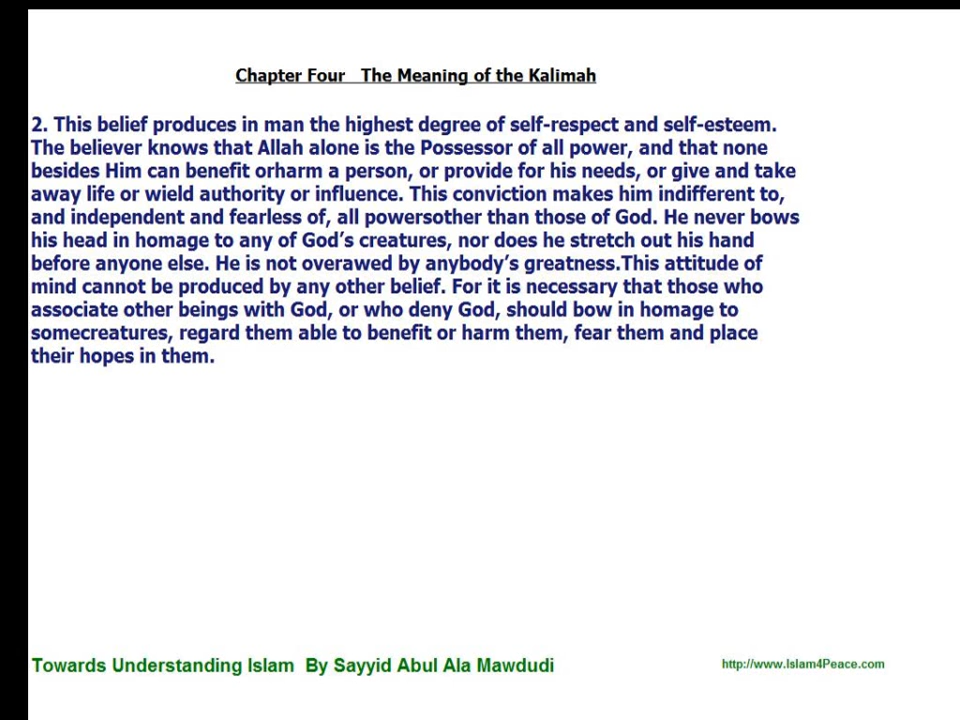 Chapter Four   The Meaning of the Kalimah
2. This belief produces in man the highest degree of self-respect and self-esteem.
The believer knows that Allah alone is the Possessor of all power, and that none
besides Him can benefit orharm a person, or provide for his needs, or give and take
away life or wield authority or influence. This conviction makes him indifferent to,
and independent and fearless of, all powersother than those of God. He never bows
his head in homage to any of God’s creatures, nor does he stretch out his hand
before anyone else. He is not overawed by anybody’s greatness.This attitude of
mind cannot be produced by any other belief. For it is necessary that those who
associate other beings with God, or who deny God, should bow in homage to
somecreatures, regard them able to benefit or harm them, fear them and place
their hopes in them.
Towards Understanding Islam  By Sayyid Abul Ala Mawdudi
http://www.Islam4Peace.com